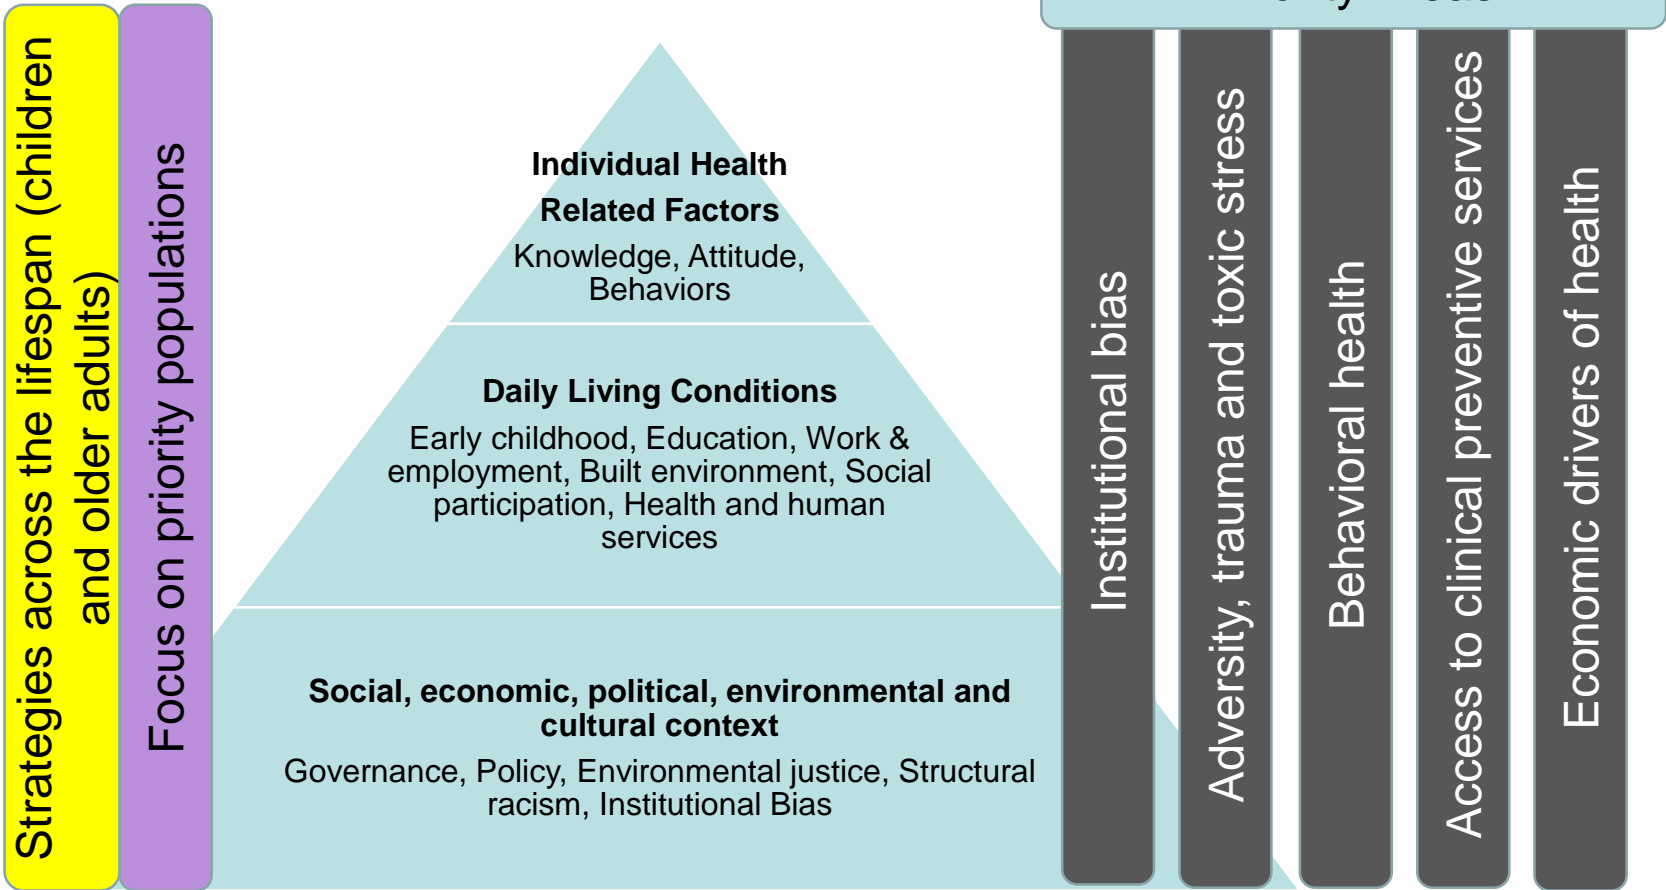 Strategies across the lifespan (children
and older adults)
Focus on priority populations
Individual Health
Related Factors
Knowledge, Attitude,
Behaviors
Daily Living Conditions
Early childhood, Education, Work &
employment, Built environment, Social
participation, Health and human
services
Social, economic, political, environmental and
cultural context
Governance, Policy, Environmental justice, Structural
racism, Institutional Bias
Institutional bias
Adversity, trauma and toxic stress
Behavioral health
Access to clinical preventive services
Economic drivers of health